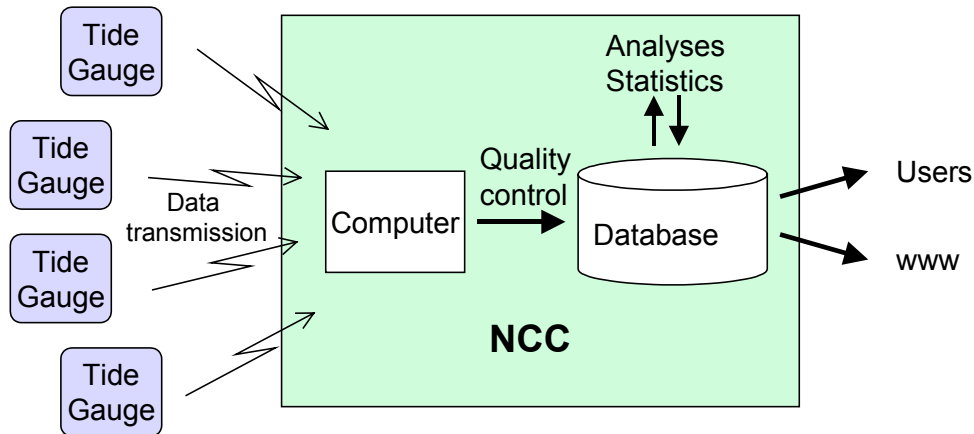 Tide
Gauge
Tide
Gauge
Tide
Gauge
Tide
Gauge
Data
transmission
Computer
Quality
control
Analyses
Statistics
Database
NCC
Users
www